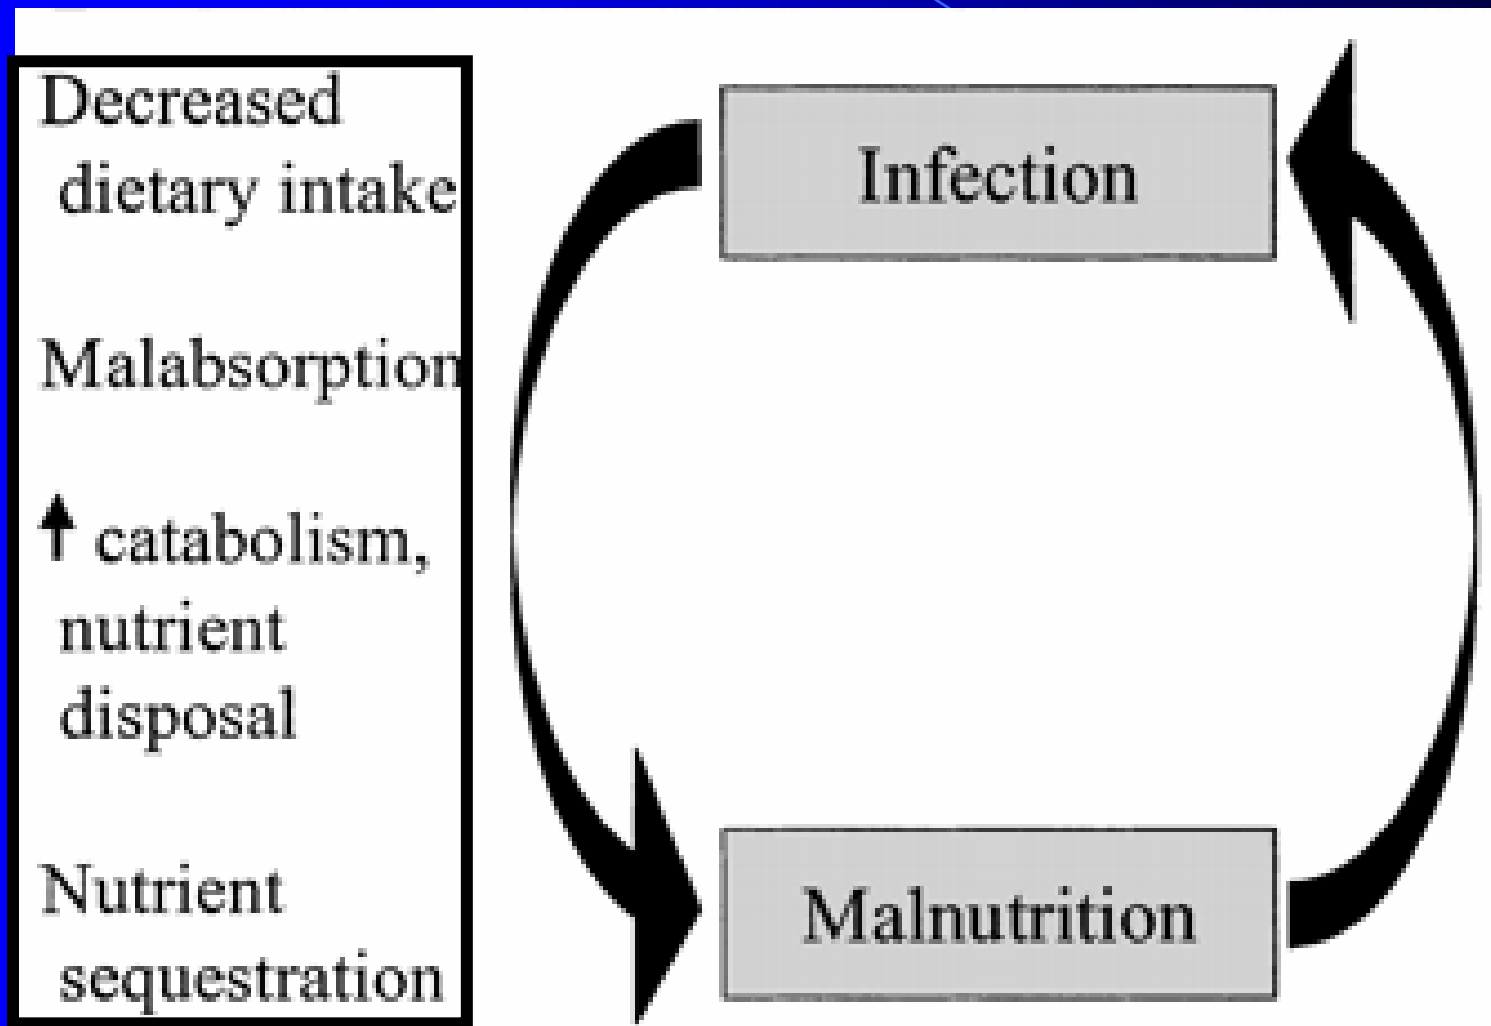 Decreased
dietary intake
Malabsorption
↑ catabolism,
nutrient
disposal
Nutrient
sequestration
Infection
Malnutrition